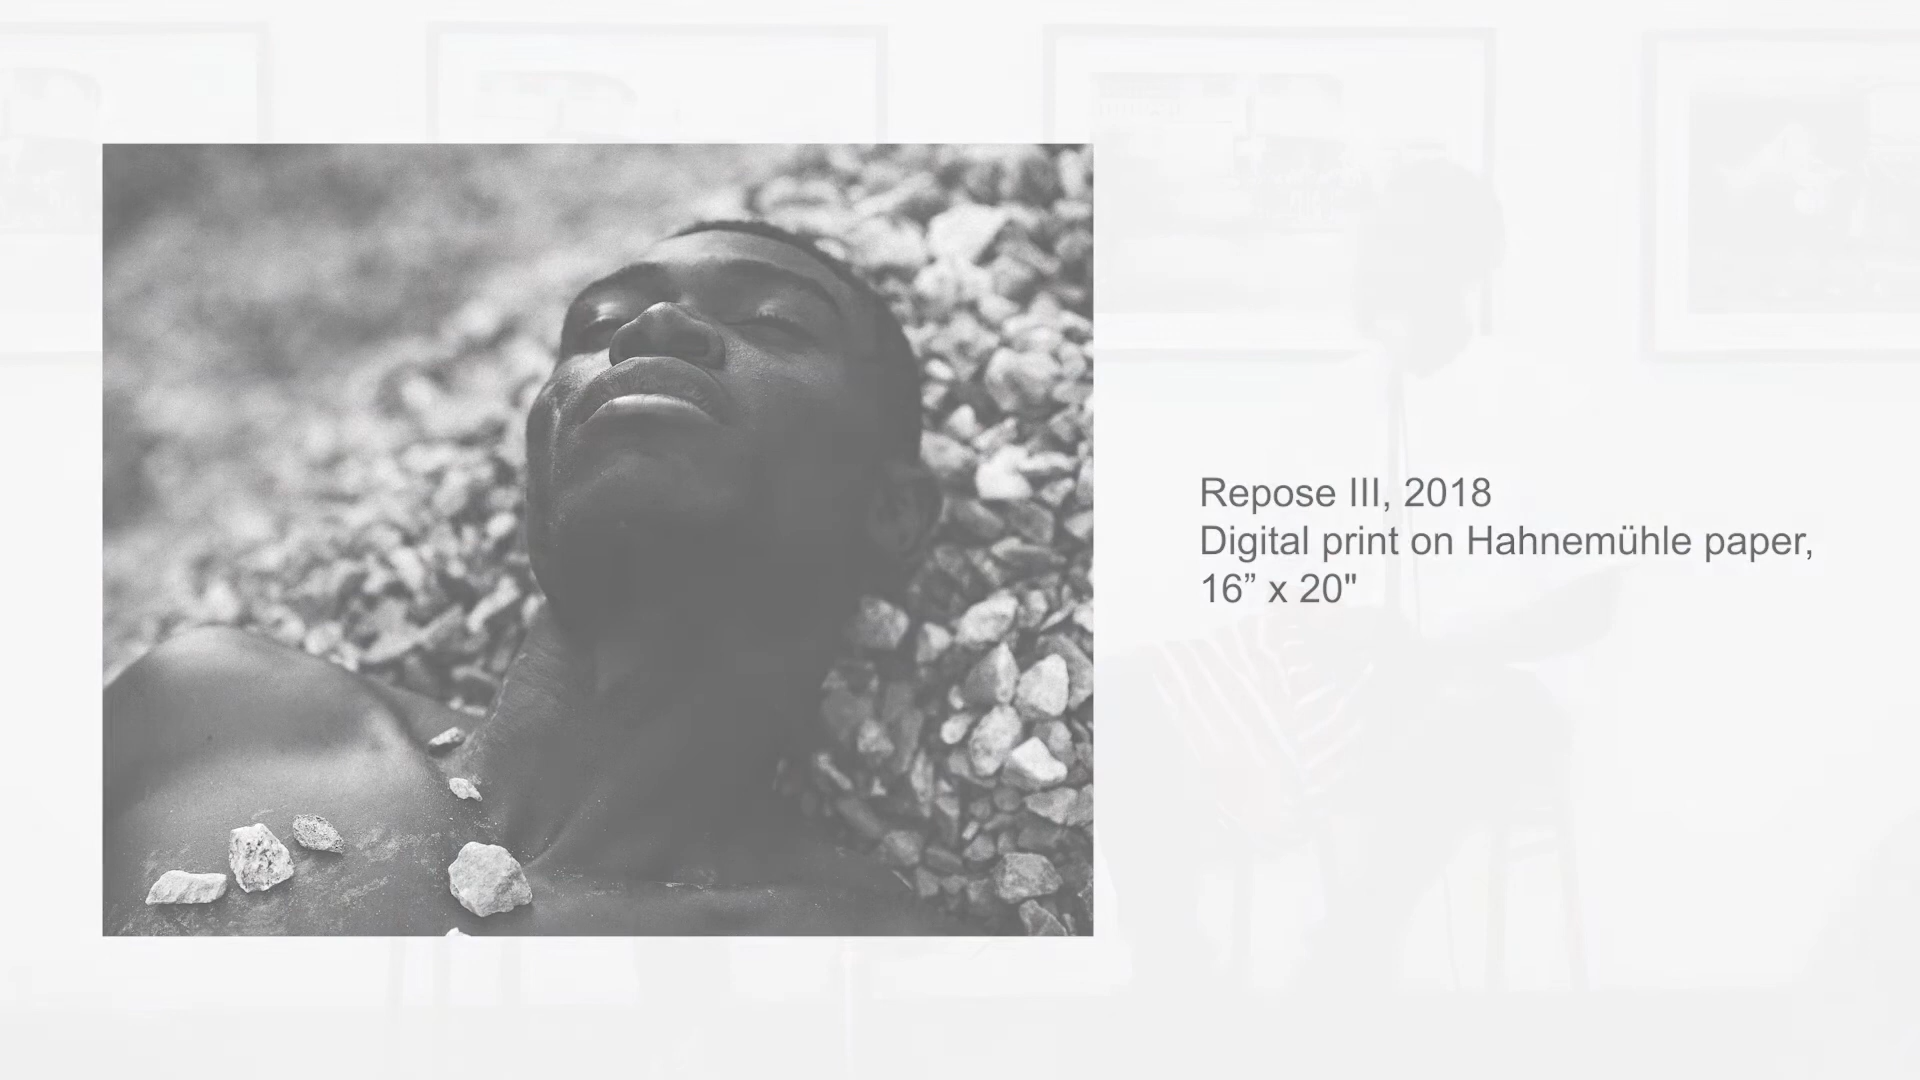 Repose III, 2018
Digital print on Hahnemühle paper,
16” x 20"